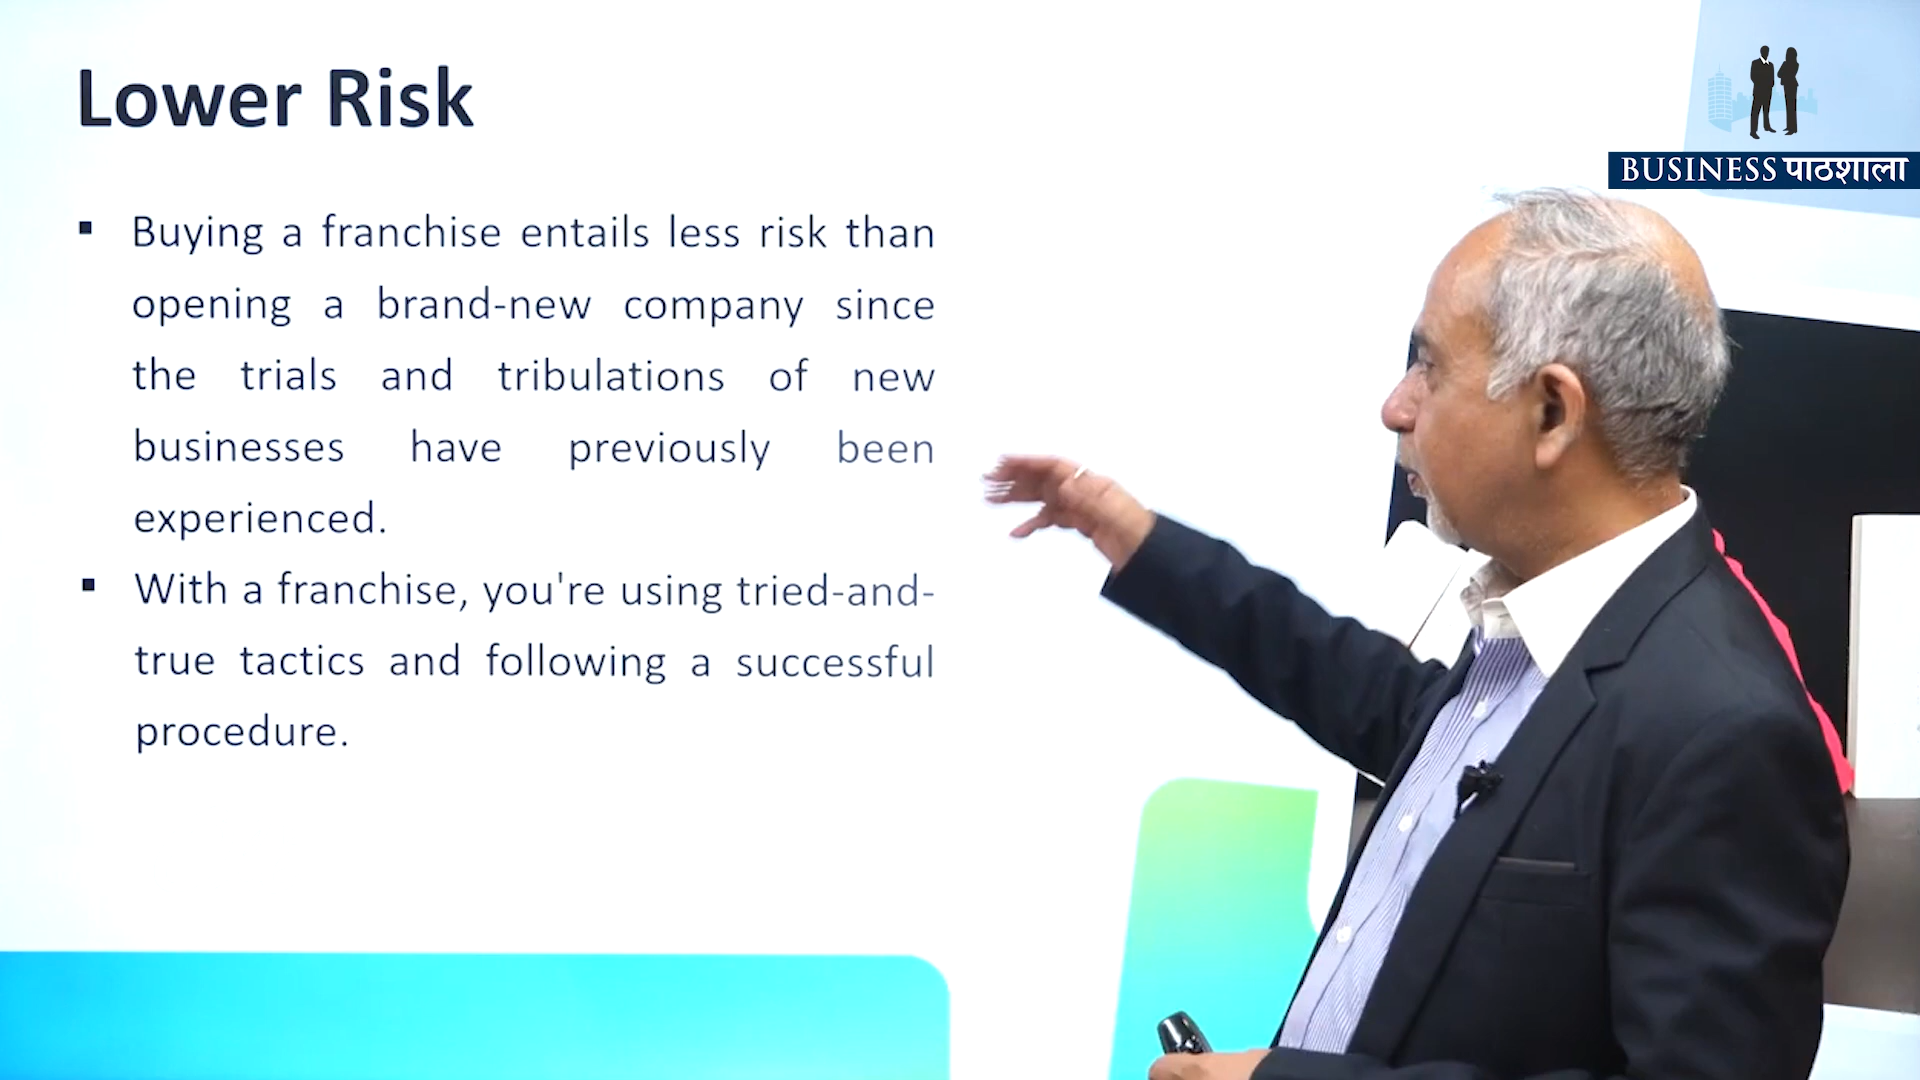 Lower Risk
BUSINESS पाठशाला
▪ Buying a franchise entails less risk than
opening a brand-new company since
the trials and tribulations of new
businesses have previously been
experienced.
▪ With a franchise, you're using tried-and-
true tactics and following a successful
procedure.